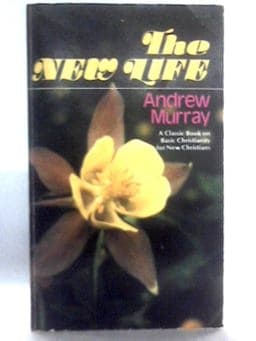 The
NEW LIFE
Andrew
Murray
A Classic Book on
Basic Christianity
for New Christians